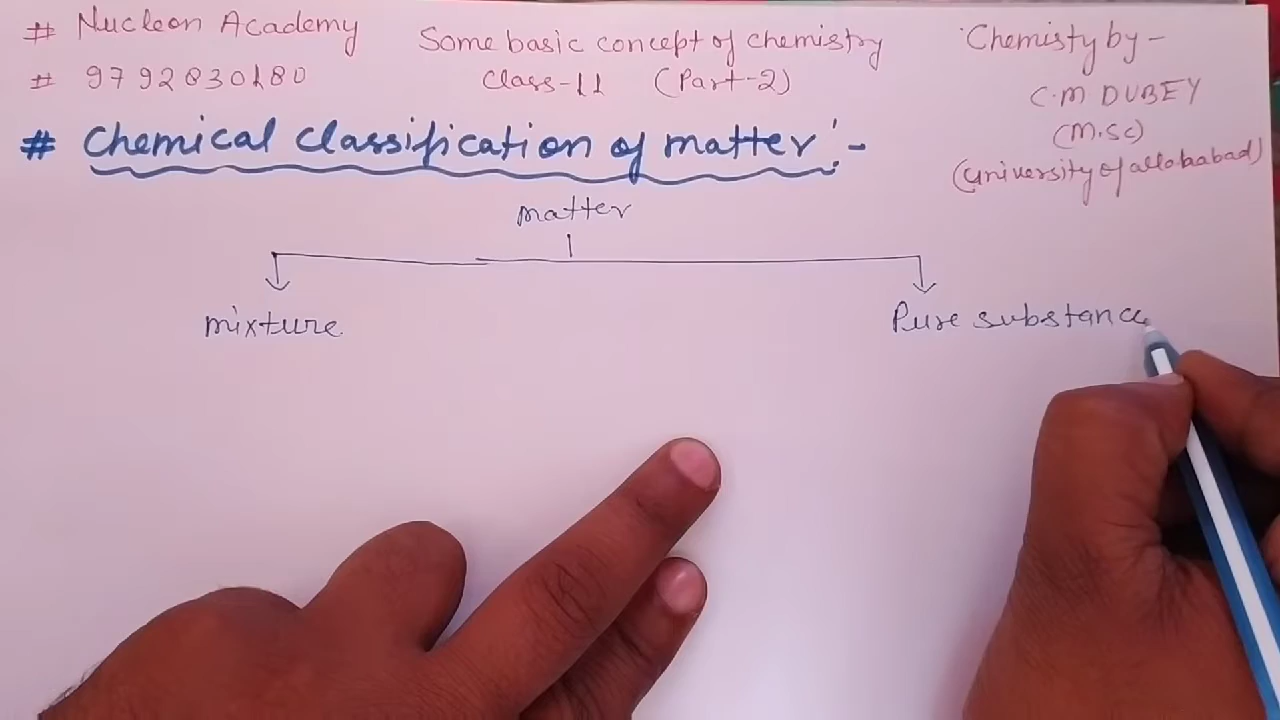 # Nucleon Academy
# 9792830180
Some basic concept of chemistry
Class-11 (Part-2)
Chemisty by -
C.M DUBEY
(M.SC)
(University of allahabad)
# Chemical classification of matter:-
matter
mixture
Pure substance